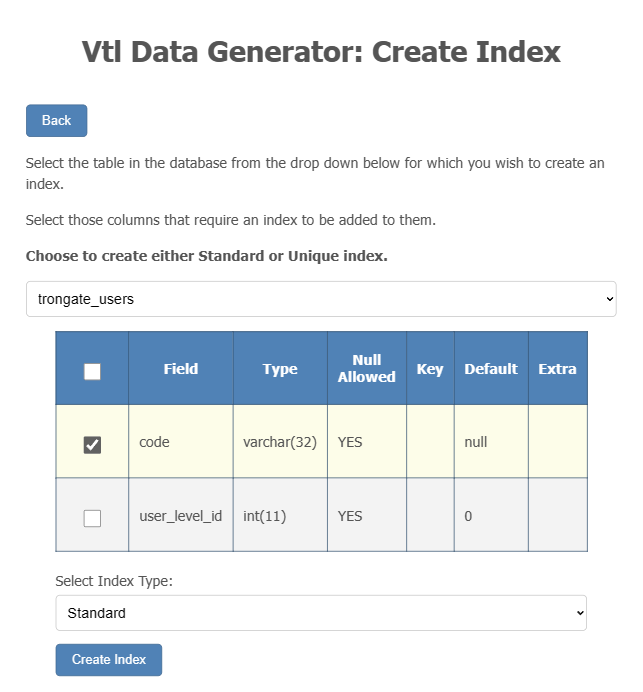 Vtl Data Generator: Create Index
Back
Select the table in the database from the drop down below for which you wish to create an
index.
Select those columns that require an index to be added to them.
Choose to create either Standard or Unique index.
trongate_users
Field Type Null Allowed Key Default Extra
code varchar(32) YES null
user_level_id int(11) YES 0
Select Index Type:
Standard
Create Index